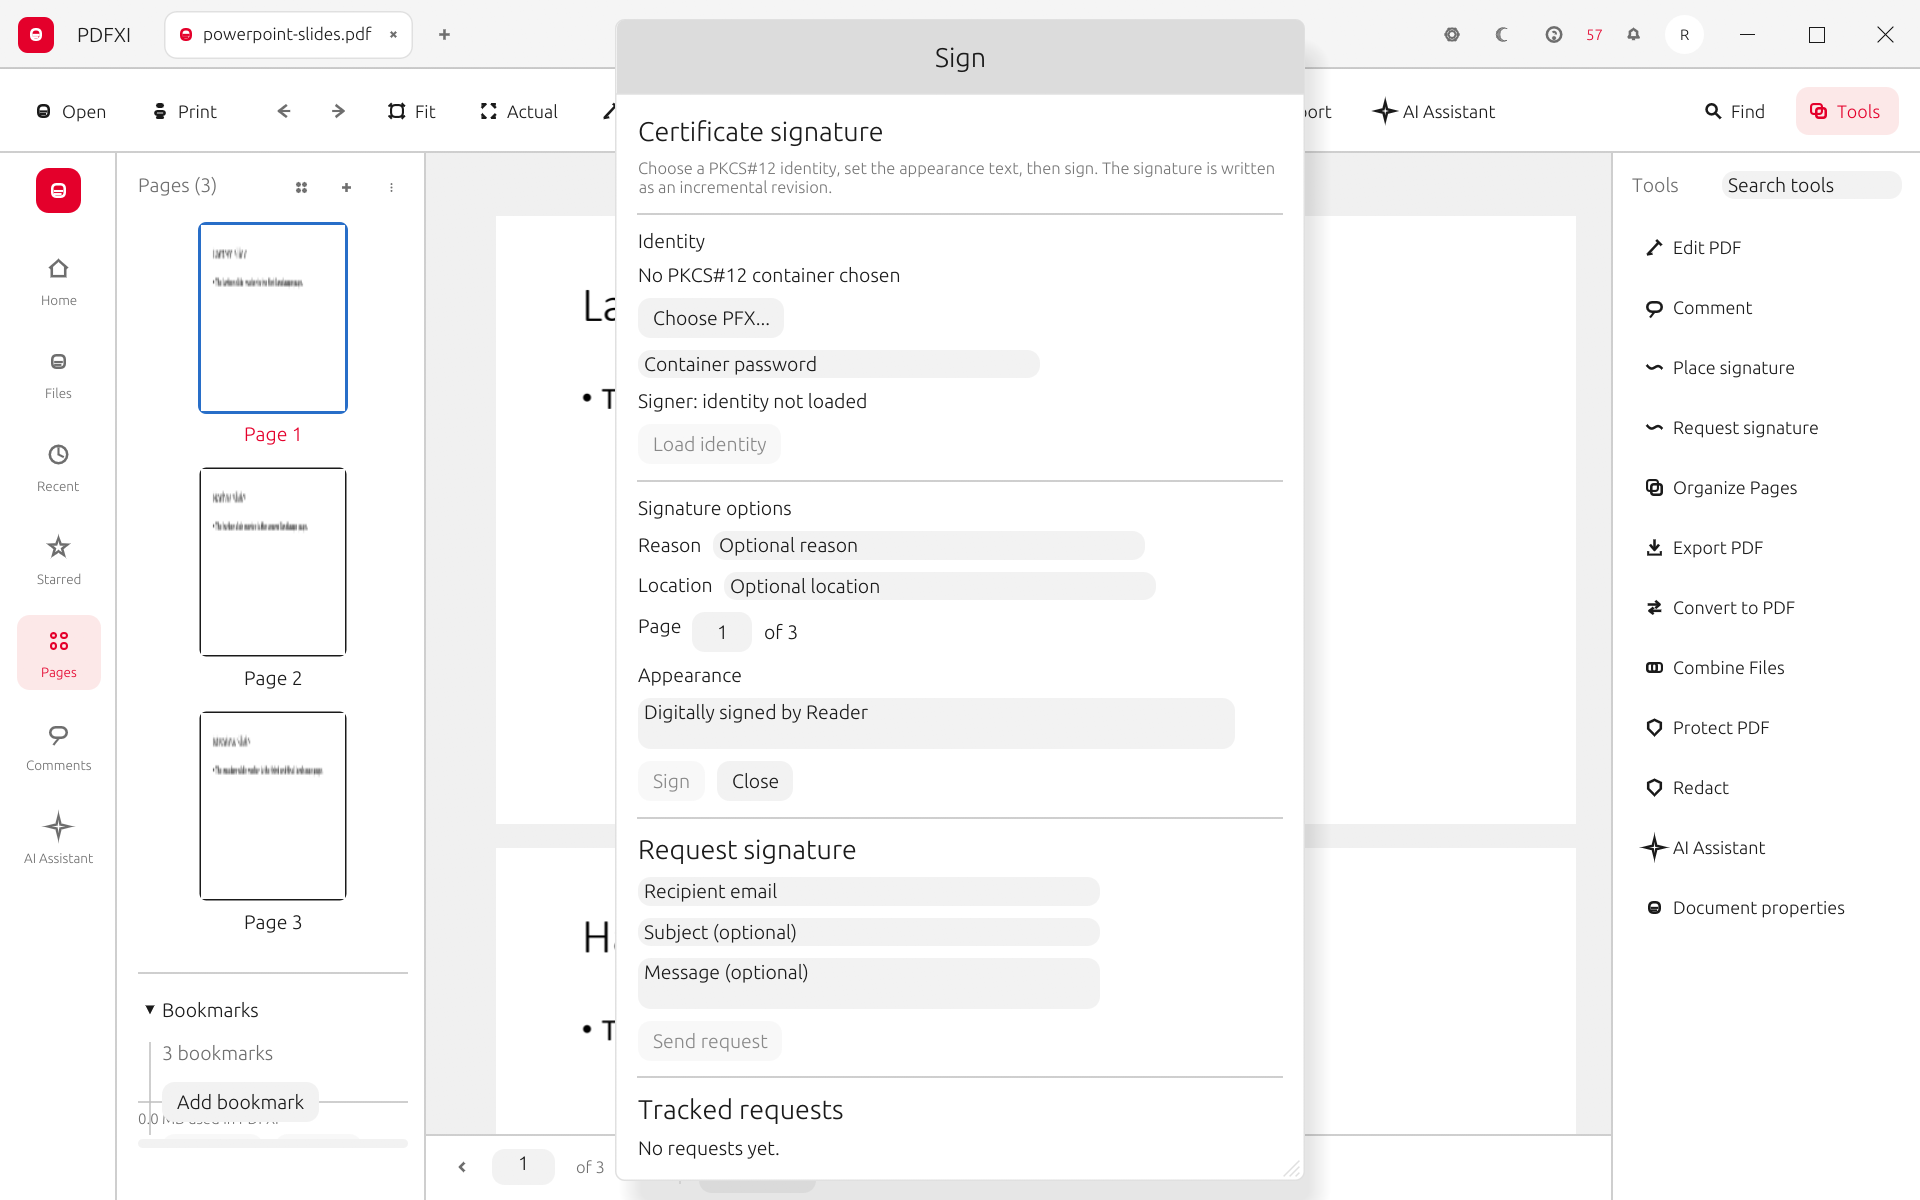 PDFXI
powerpoint-slides.pdf
57
R
Open
Print
Fit
Actual
ort
AI Assistant
Find
Tools
Home
Files
Recent
Starred
Pages
Comments
AI Assistant
Pages (3)
Page 1
Page 2
Page 3
Bookmarks
3 bookmarks
Add bookmark
La
• T
Ha
• T
1
of 3
Sign
Certificate signature
Choose a PKCS#12 identity, set the appearance text, then sign. The signature is written
as an incremental revision.
Identity
No PKCS#12 container chosen
Choose PFX...
Container password
Signer: identity not loaded
Load identity
Signature options
Reason Optional reason
Location Optional location
Page 1 of 3
Appearance
Digitally signed by Reader
Sign Close
Request signature
Recipient email
Subject (optional)
Message (optional)
Send request
Tracked requests
No requests yet.
Tools
Search tools
Edit PDF
Comment
Place signature
Request signature
Organize Pages
Export PDF
Convert to PDF
Combine Files
Protect PDF
Redact
AI Assistant
Document properties